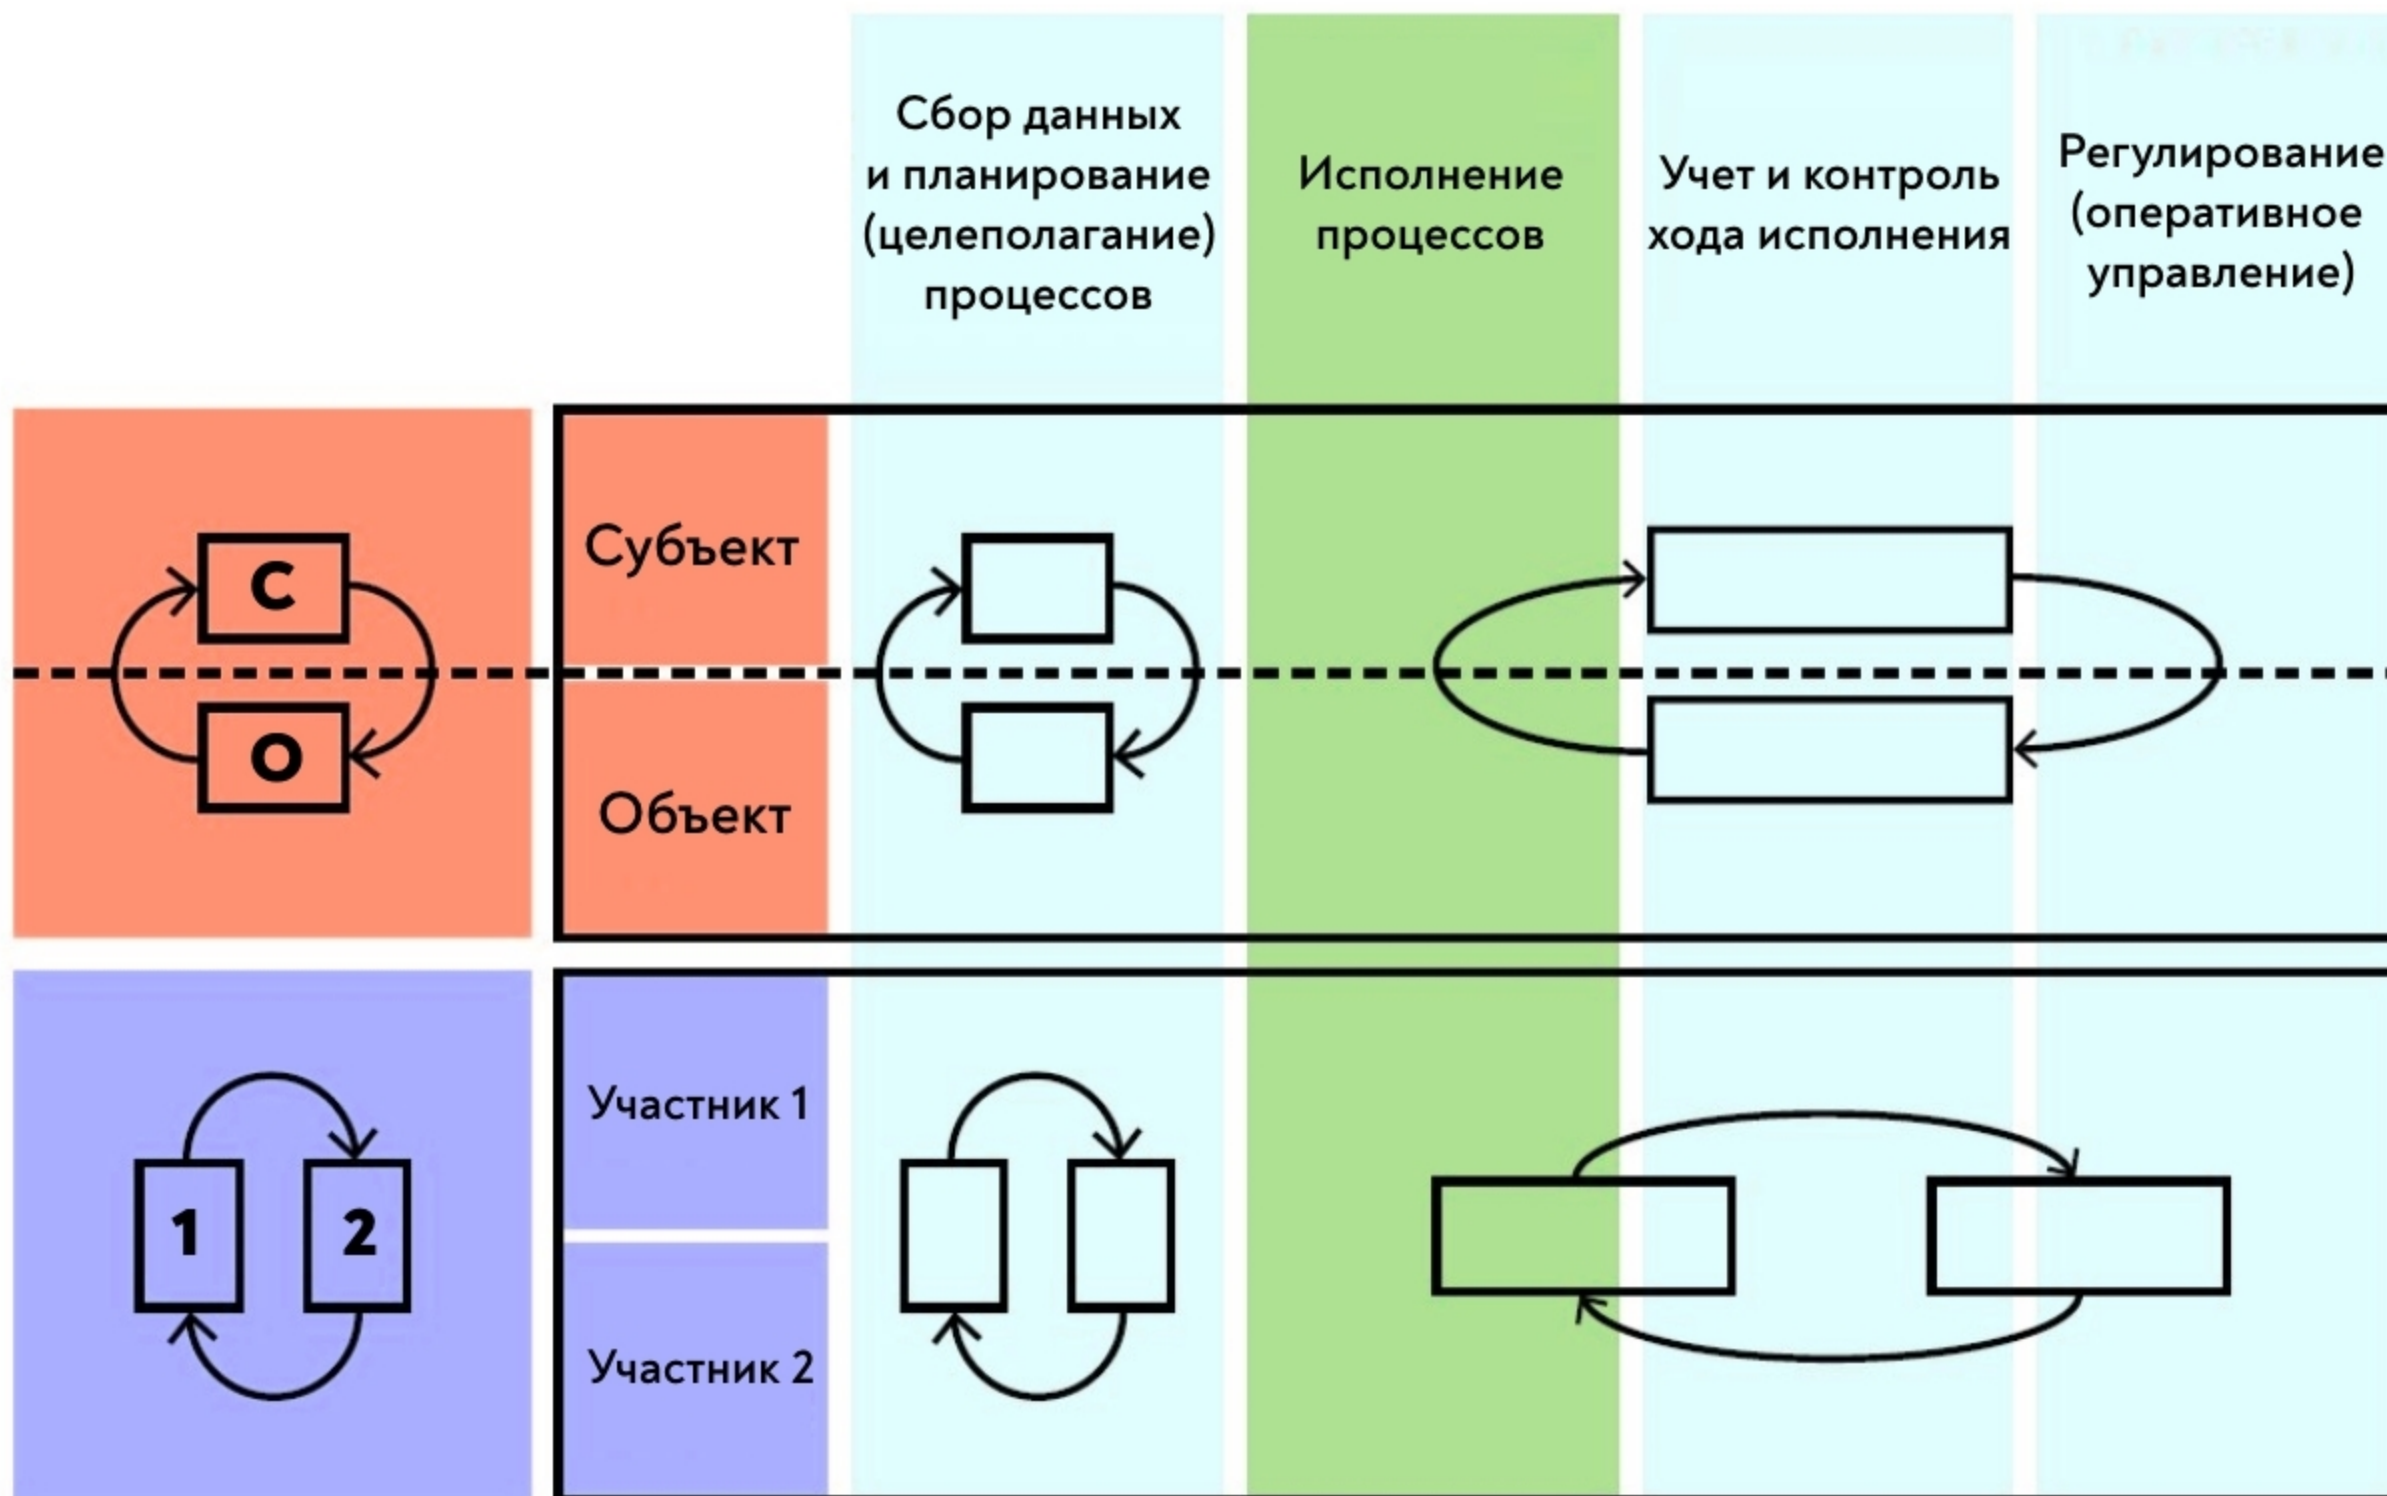 Сбор данных
и планирование
(целеполагание)
процессов
Исполнение
процессов
Учет и контроль
хода исполнения
Регулирование
(оперативное
управление)
С
О
Субъект
Объект
1
2
Участник 1
Участник 2